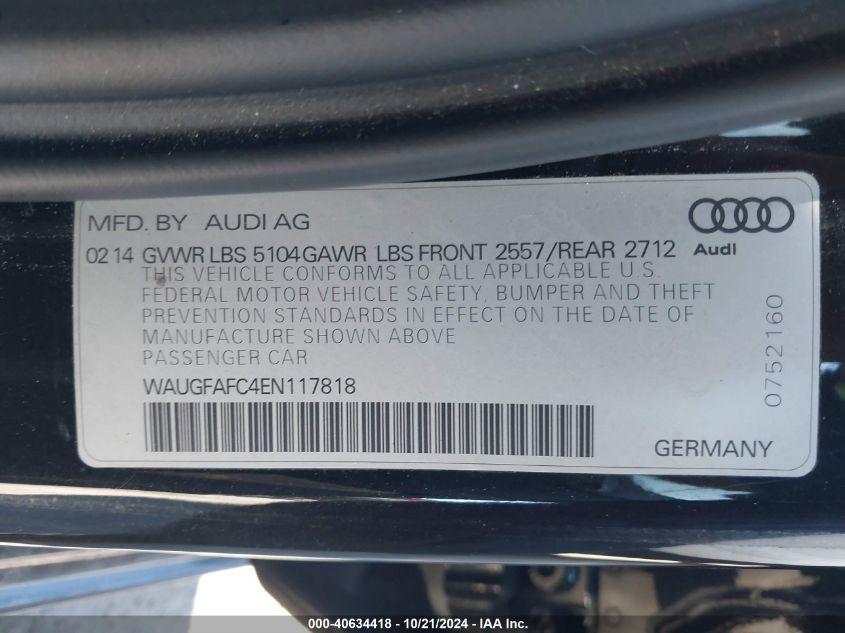 MFD. BY AUDI AG
Audi
02 14 GVWR LBS 5104 GAWR LBS FRONT 2557/REAR 2712
THIS VEHICLE CONFORMS TO ALL APPLICABLE U.S.
FEDERAL MOTOR VEHICLE SAFETY, BUMPER AND THEFT
PREVENTION STANDARDS IN EFFECT ON THE DATE OF
MANUFACTURE SHOWN ABOVE
PASSENGER CAR
WAUGFAFC4EN117818
0752160
GERMANY
000-40634418 - 10/21/2024 - IAA Inc.